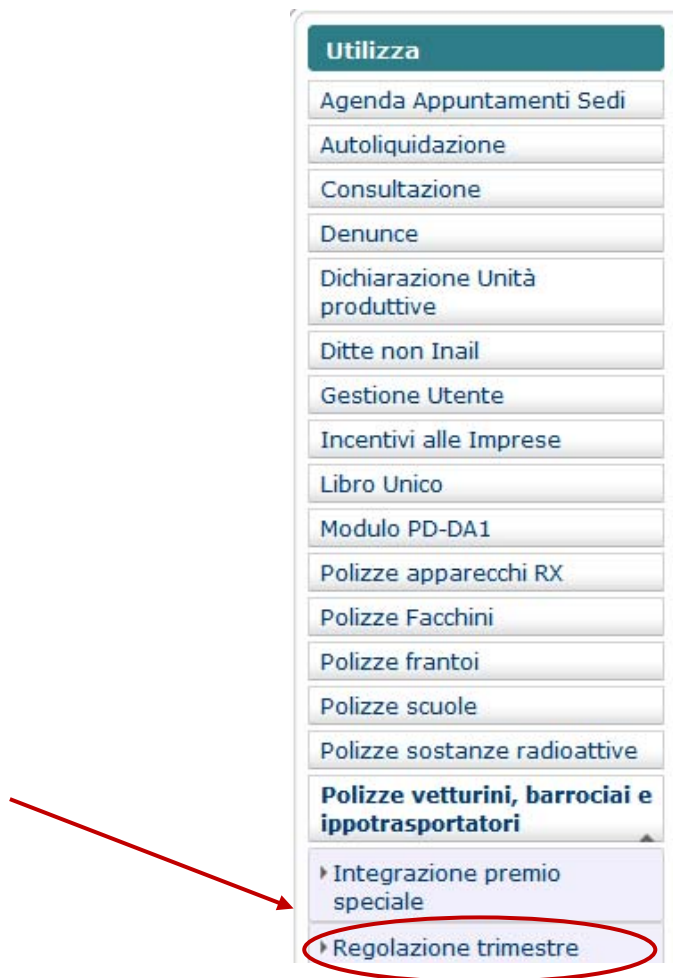 Utilizza
Agenda Appuntamenti Sedi
Autoliquidazione
Consultazione
Denunce
Dichiarazione Unità
produttive
Ditte non Inail
Gestione Utente
Incentivi alle Imprese
Libro Unico
Modulo PD-DA1
Polizze apparecchi RX
Polizze Facchini
Polizze frantoi
Polizze scuole
Polizze sostanze radioattive
Polizze vetturini, barrociai e
ippotrasportatori
Integrazione premio
speciale
Regolazione trimestre